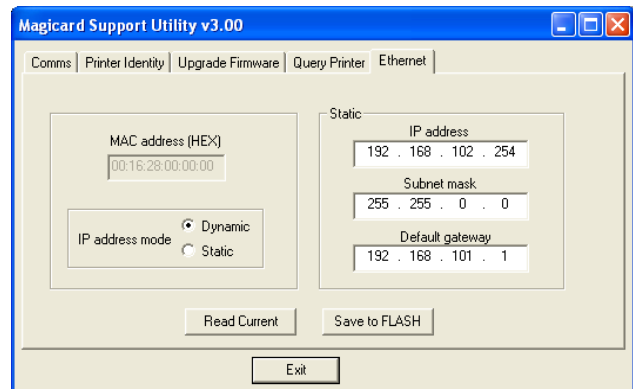 Magicard Support Utility v3.00
Comms Printer Identity Upgrade Firmware Query Printer Ethernet
MAC address (HEX)
00:16:28:00:00:00
IP address mode
Dynamic
Static
Static
IP address
192 . 168 . 102 . 254
Subnet mask
255 . 255 . 0 . 0
Default gateway
192 . 168 . 101 . 1
Read Current Save to FLASH
Exit